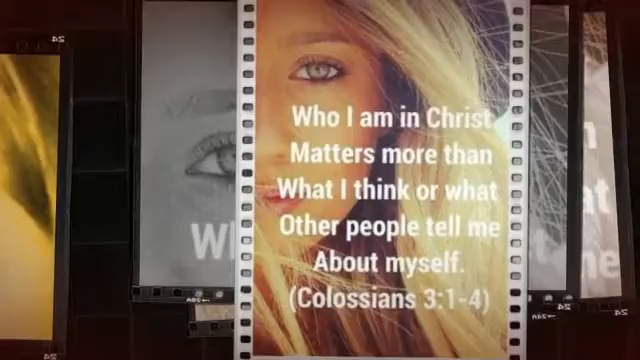 Who I am in Christ
Matters more than
What I think or what
Other people tell me
About myself.
(Colossians 3:1-4)